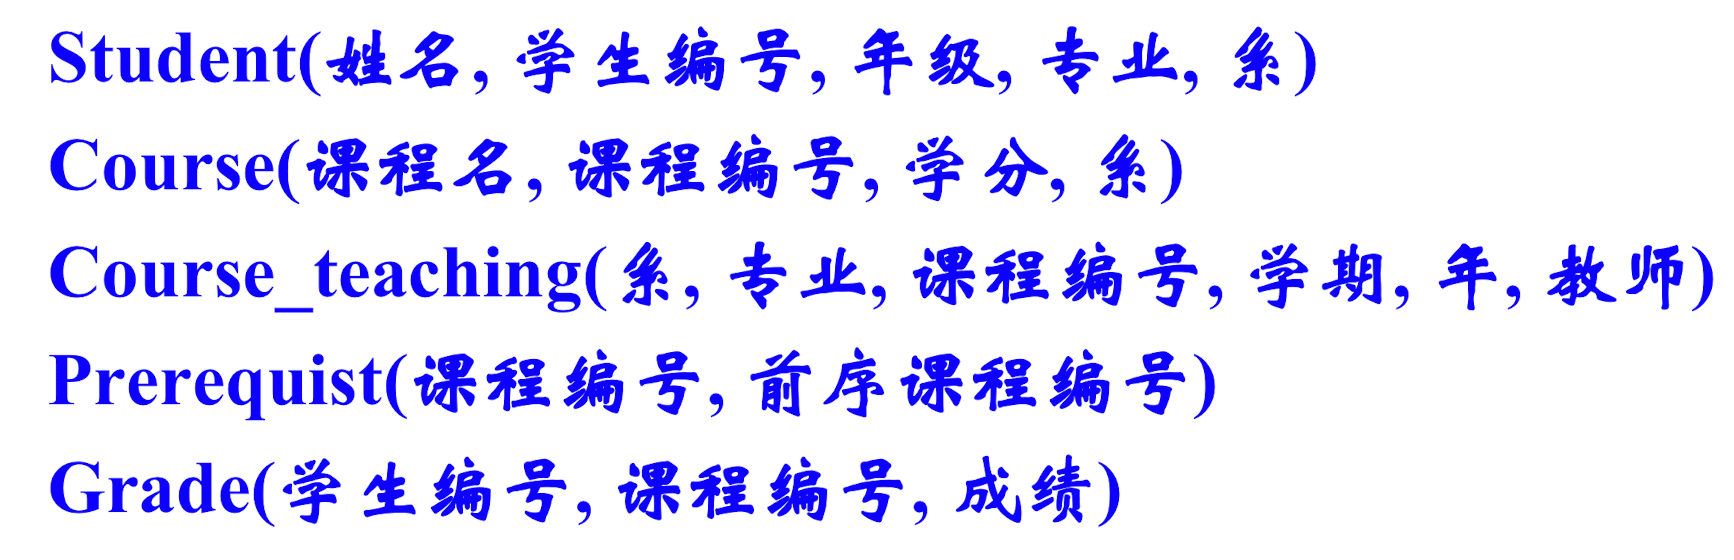 Student(姓名, 学生编号, 年级, 专业, 系)
Course(课程名, 课程编号, 学分, 系)
Course_teaching(系, 专业, 课程编号, 学期, 年, 教师)
Prerequist(课程编号, 前序课程编号)
Grade(学生编号, 课程编号, 成绩)